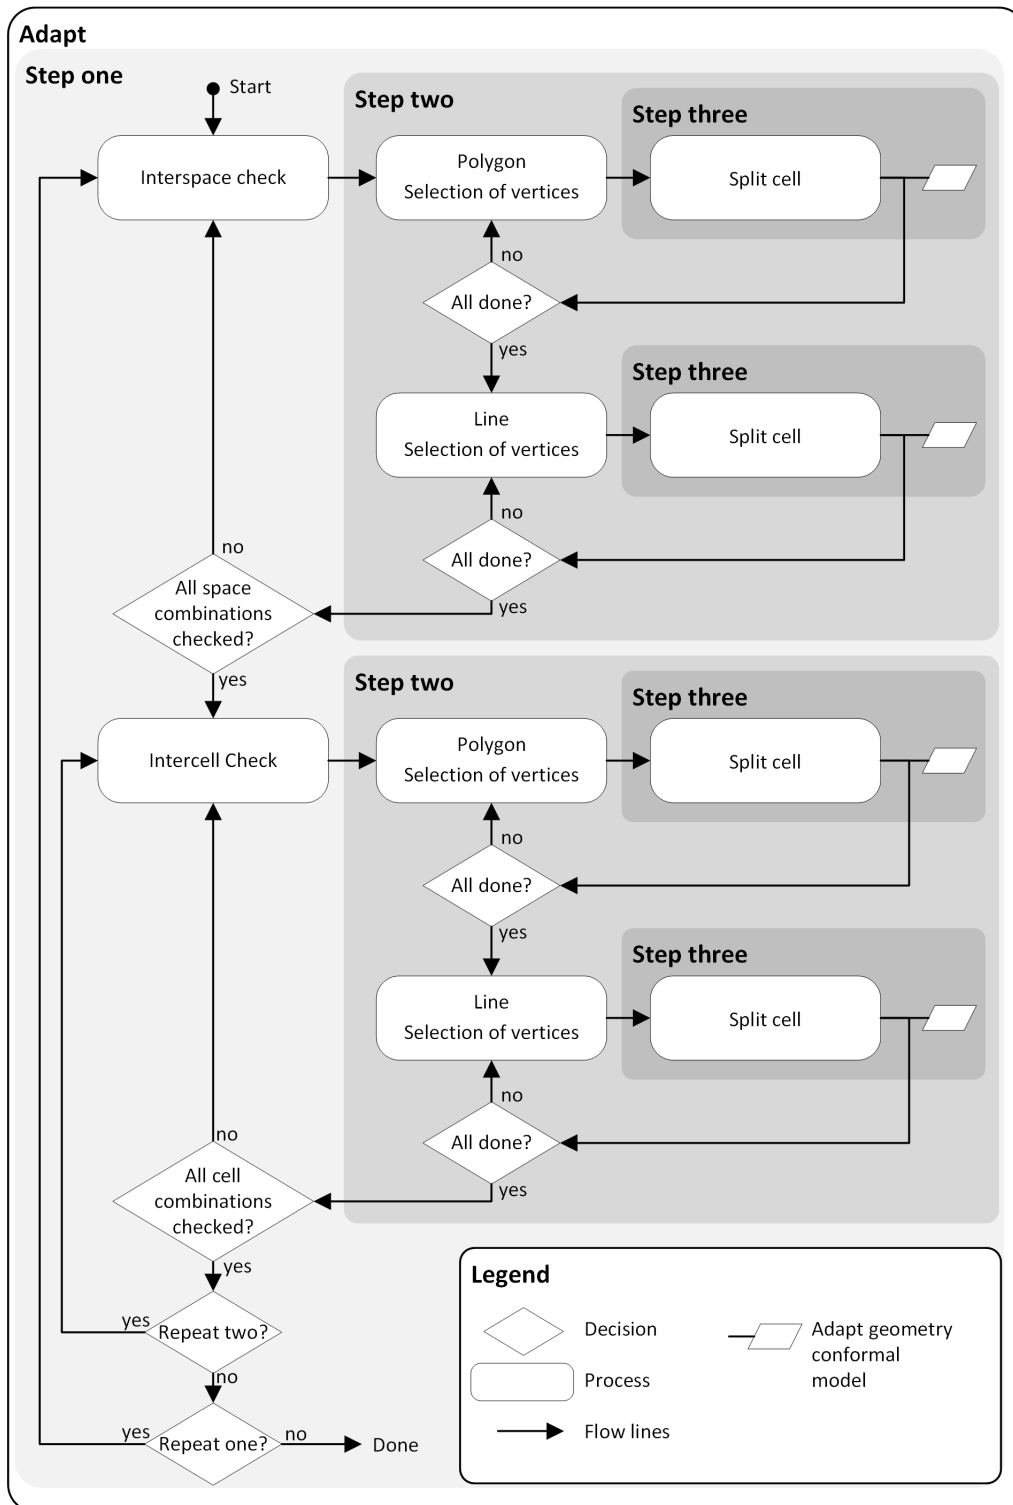 Adapt
Step one
Start
Step two
Step three
Interspace check
Polygon
Selection of vertices
Split cell
no
All done?
yes
Step three
Line
Selection of vertices
Split cell
no
All done?
yes
no
All space
combinations
checked?
yes
Step two
Step three
Intercell Check
Polygon
Selection of vertices
Split cell
no
All done?
yes
Step three
Line
Selection of vertices
Split cell
no
All done?
yes
no
All cell
combinations
checked?
yes
yes
Repeat two?
no
yes
Repeat one?
no
Done
Legend
Decision
Process
Flow lines
Adapt geometry
conformal
model